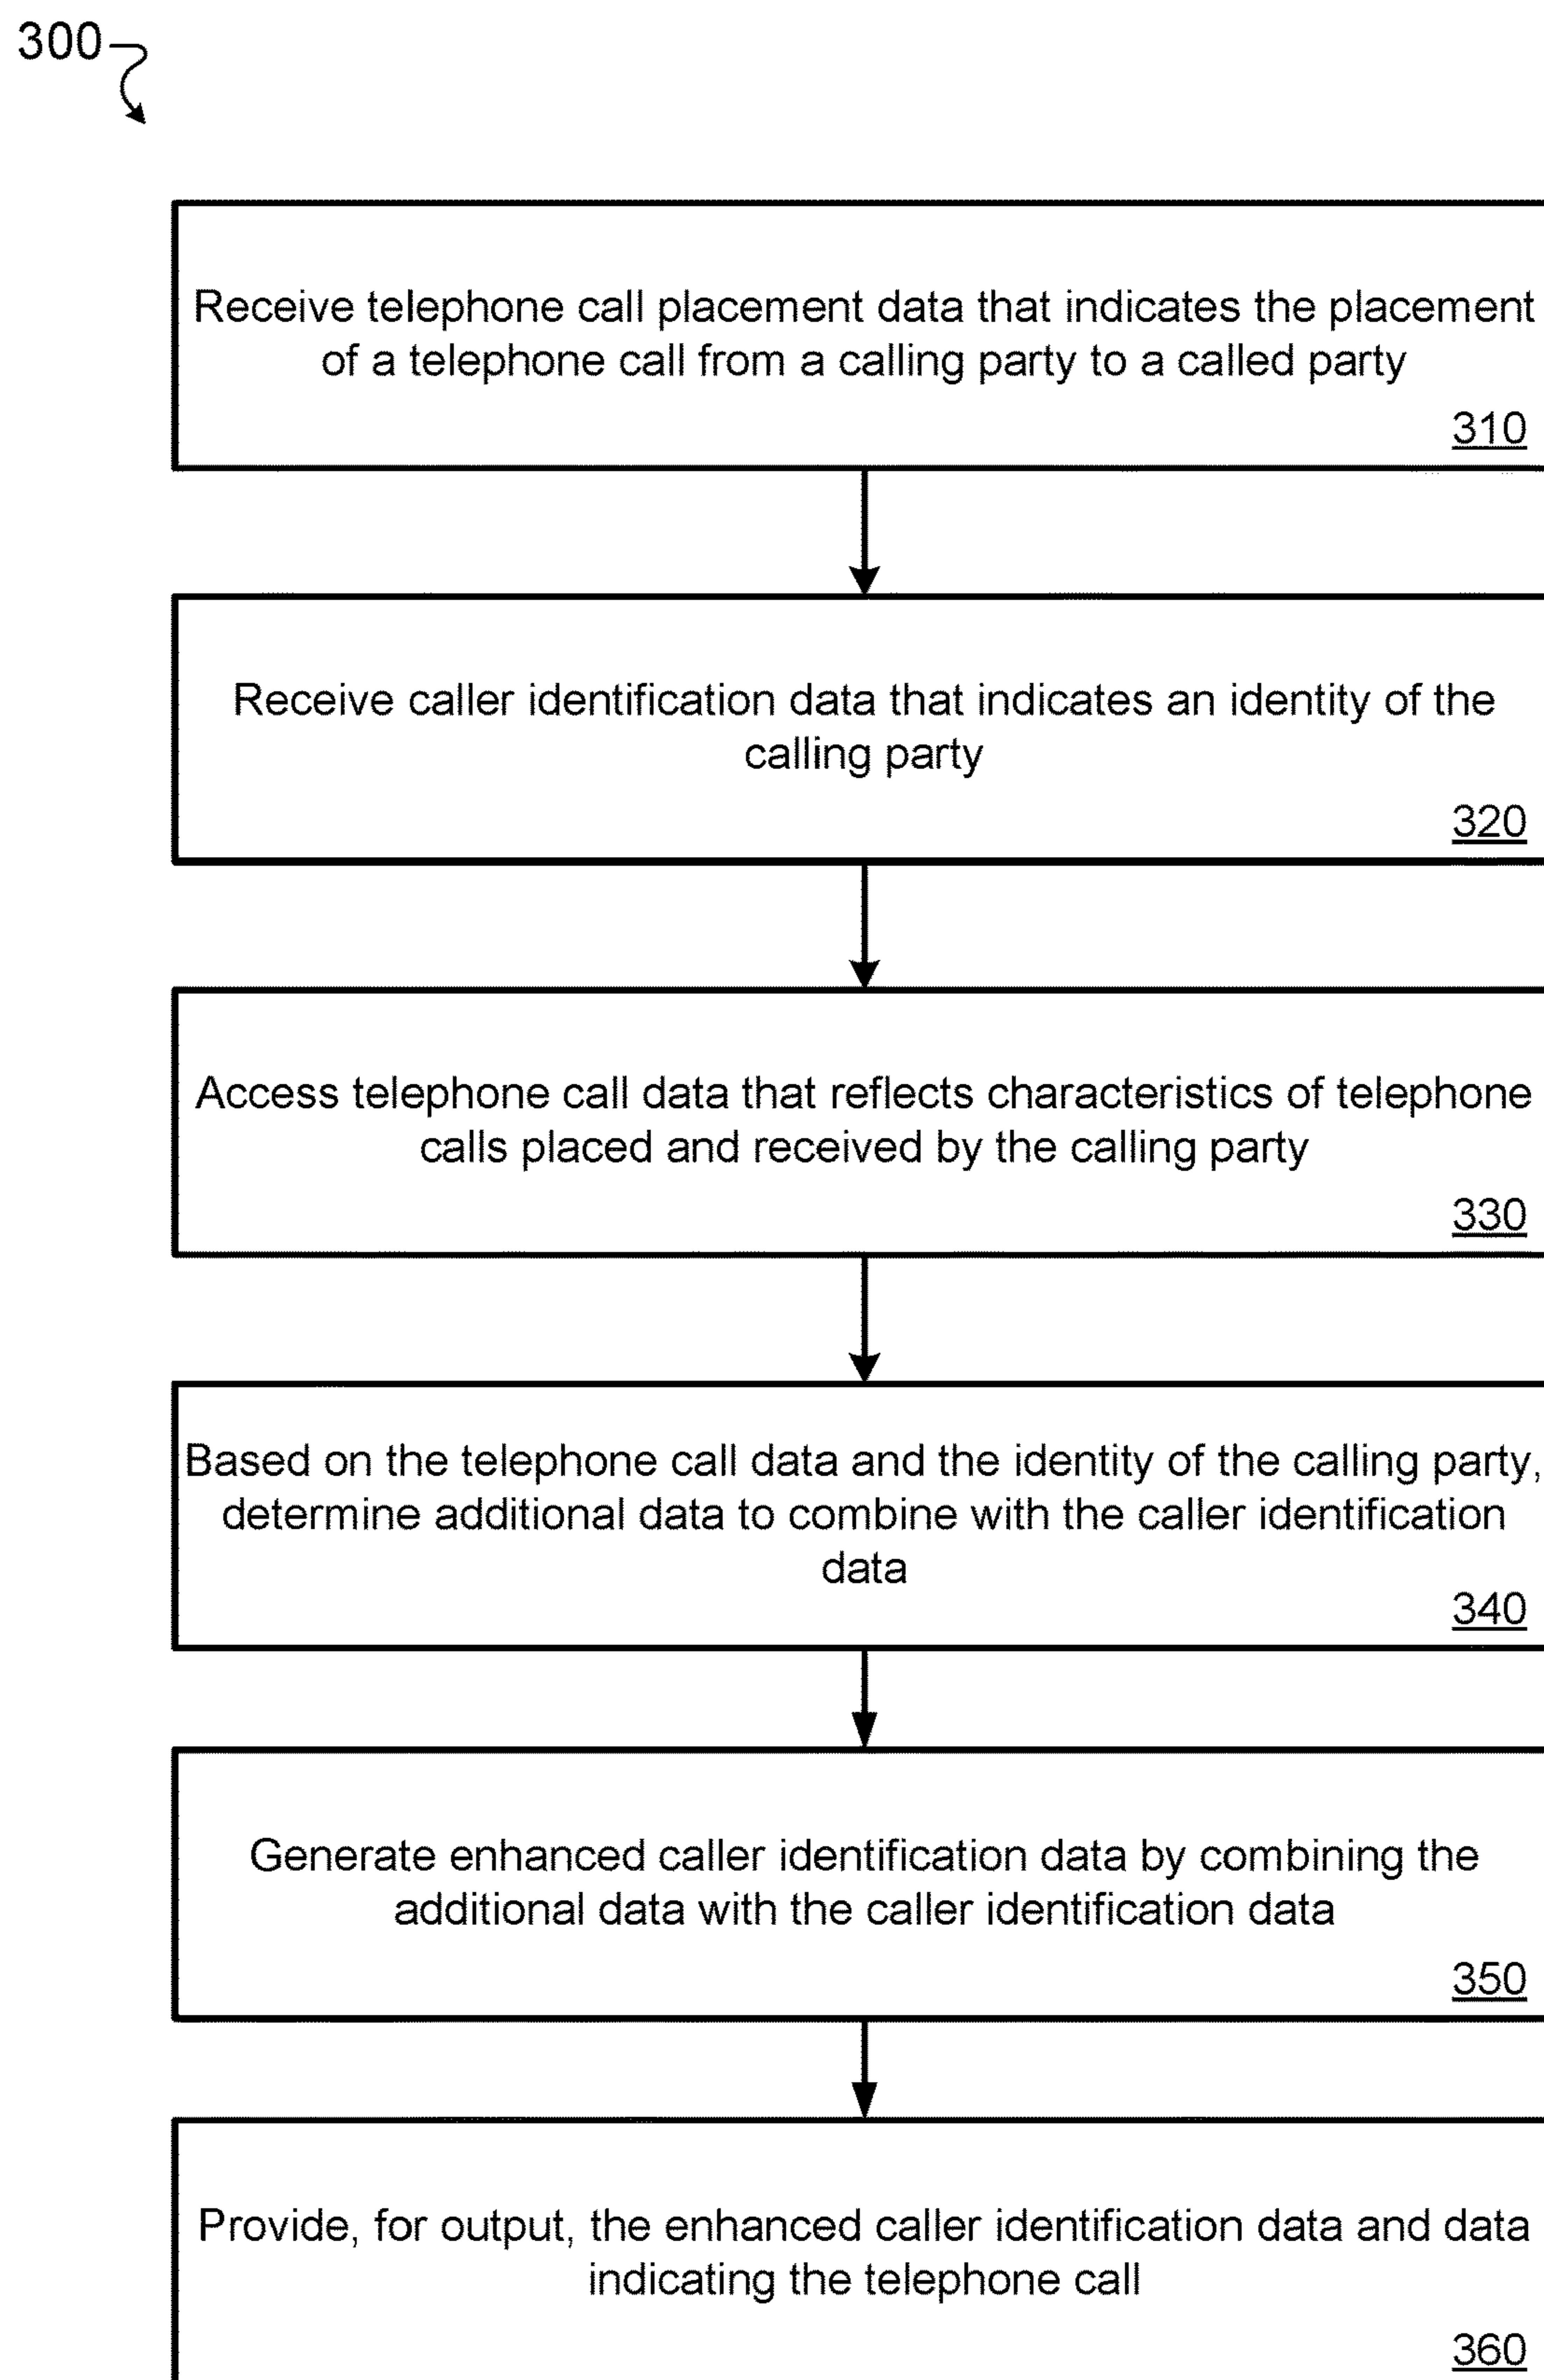 300
Receive telephone call placement data that indicates the placement
of a telephone call from a calling party to a called party
310
Receive caller identification data that indicates an identity of the
calling party
320
Access telephone call data that reflects characteristics of telephone
calls placed and received by the calling party
330
Based on the telephone call data and the identity of the calling party,
determine additional data to combine with the caller identification
data
340
Generate enhanced caller identification data by combining the
additional data with the caller identification data
350
Provide, for output, the enhanced caller identification data and data
indicating the telephone call
360